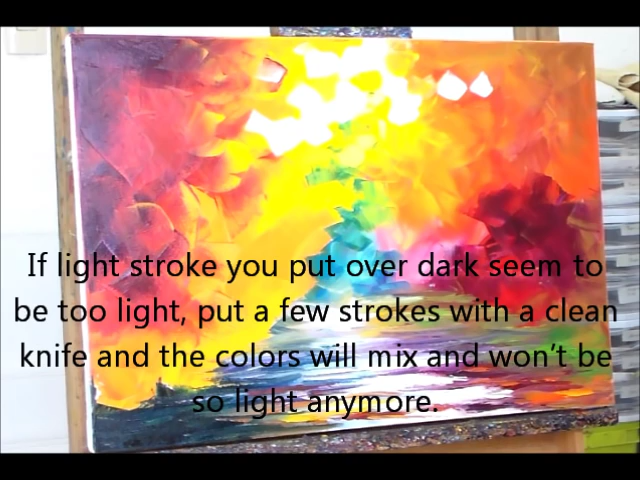 If light stroke you put over dark seem to
be too light, put a few strokes with a clean
knife and the colors will mix and won't be
so light anymore.